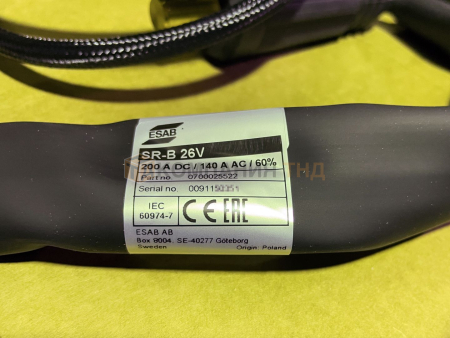 ESAB
SR-B 26V
200 A DC / 140 A AC / 60%
Part no. 0700025522
Serial no.
IEC
60974-7
CE EAC
ESAB AB
Box 8004. SE-40277 Göteborg
Sweden Origin: Poland